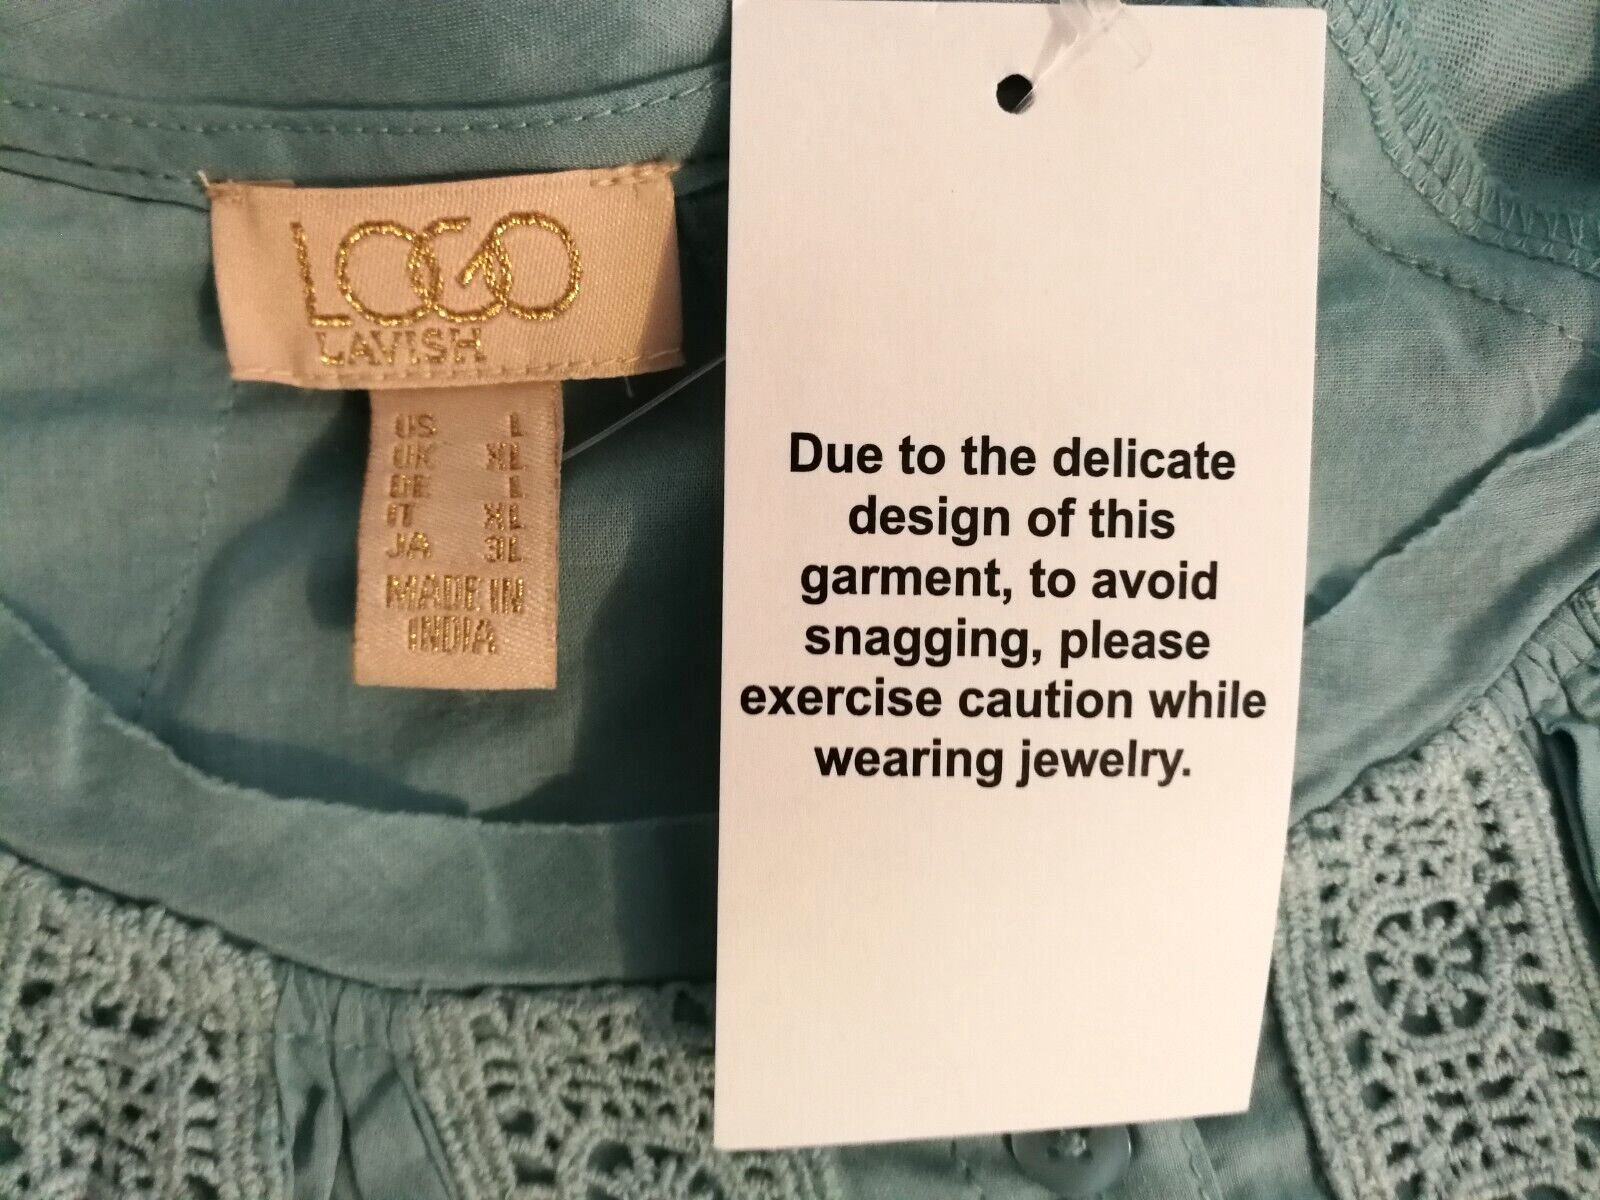 LOGO
LAVISH
US L
UK XL
DE L
IT XL
JA 3L
MADE IN
INDIA
Due to the delicate
design of this
garment, to avoid
snagging, please
exercise caution while
wearing jewelry.